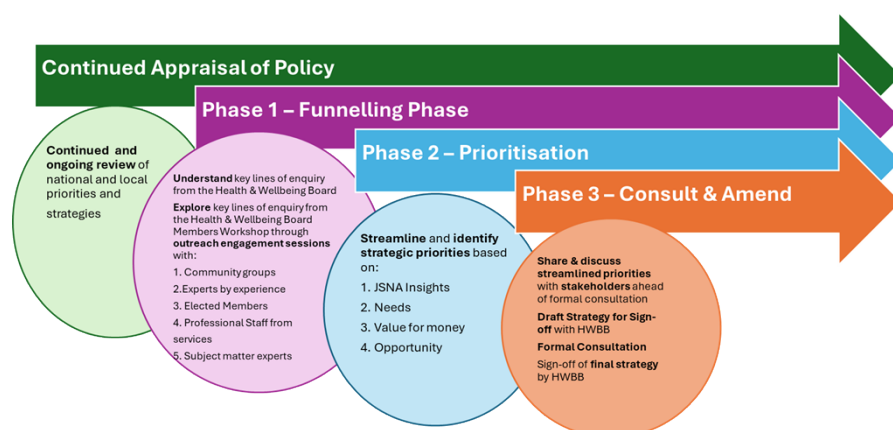 Continued Appraisal of Policy
Phase 1 – Funnelling Phase
Phase 2 – Prioritisation
Phase 3 – Consult & Amend
Continued and
ongoing review of
national and local
priorities and
strategies
Understand key lines of enquiry
from the Health & Wellbeing Board
Explore key lines of enquiry from
the Health & Wellbeing Board
Members Workshop through
outreach engagement sessions
with:
1. Community groups
2.Experts by experience
3. Elected Members
4. Professional Staff from
services
5. Subject matter experts
Streamline and identify
strategic priorities based
on:
1. JSNA Insights
2. Needs
3. Value for money
4. Opportunity
Share & discuss
streamlined priorities
with stakeholders ahead
of formal consultation
Draft Strategy for Sign-
off with HWBB
Formal Consultation
Sign-off of final strategy
by HWBB